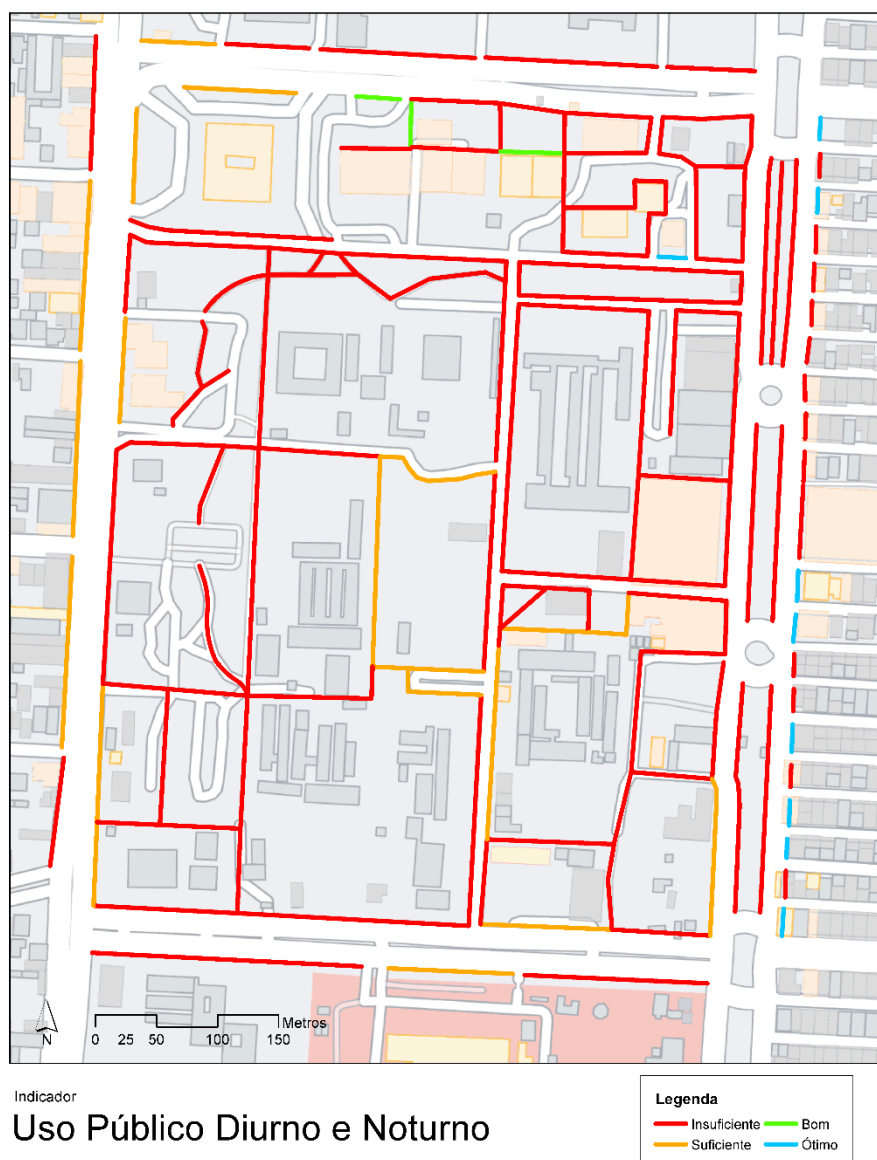 N
0 25 50 100 150
Metros
Indicador
Uso Público Diurno e Noturno
Legenda
Insuficiente Bom
Suficiente Ótimo